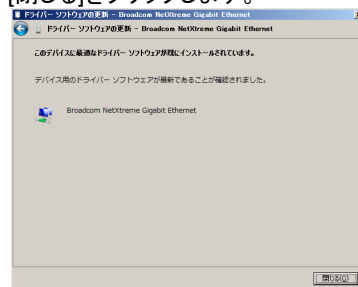 [閉じる]をクリックします。
ドライバー ソフトウェアの更新 - Broadcom NetXtreme Gigabit Ethernet
ドライバー ソフトウェアの更新 - Broadcom NetXtreme Gigabit Ethernet
このデバイスに最適なドライバー ソフトウェアが既にインストールされています。
デバイス用のドライバー ソフトウェアが最新であることが確認されました。
Broadcom NetXtreme Gigabit Ethernet
閉じる(C)